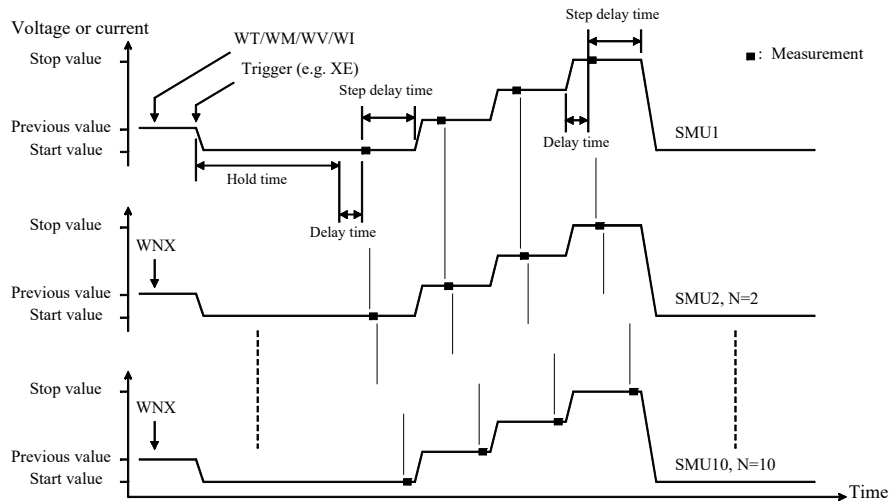 Voltage or current
WT/WM/WV/WI
Step delay time
Stop value
■ : Measurement
Trigger (e.g. XE)
Step delay time
Previous value
Start value
SMU1
Delay time
Hold time
Delay time
Stop value
WNX
Previous value
Start value
SMU2, N=2
Stop value
WNX
Previous value
Start value
SMU10, N=10
Time